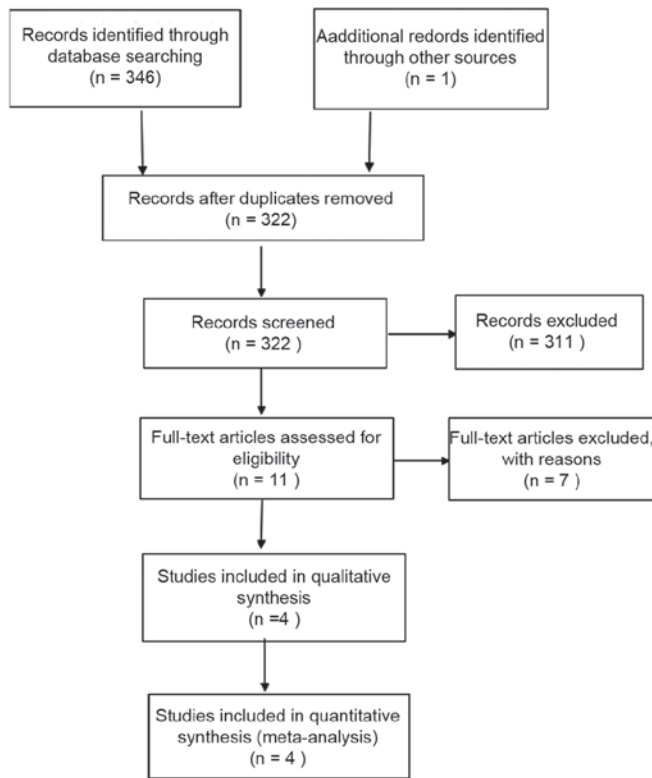 Records identified through
database searching
(n = 346)
Aadditional redords identified
through other sources
(n = 1)
Records after duplicates removed
(n = 322)
Records screened
(n = 322 )
Records excluded
(n = 311 )
Full-text articles assessed for
eligibility
(n = 11 )
Full-text articles excluded,
with reasons
(n = 7 )
Studies included in qualitative
synthesis
(n =4 )
Studies included in quantitative
synthesis (meta-analysis)
(n = 4 )